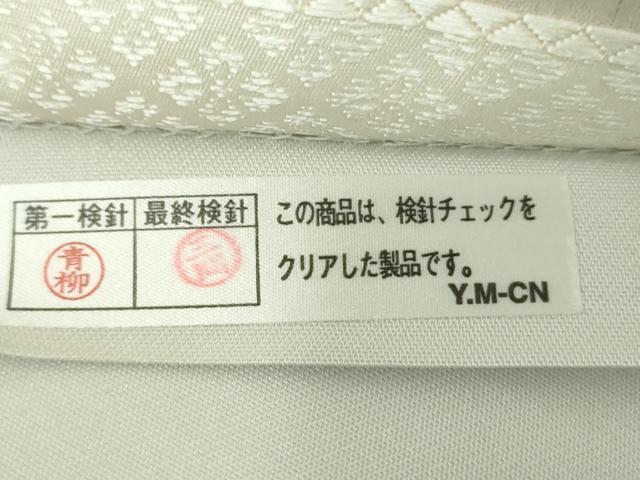 第一検針 最終検針
青柳
この商品は、検針チェックを
クリアした製品です。
Y.M-CN